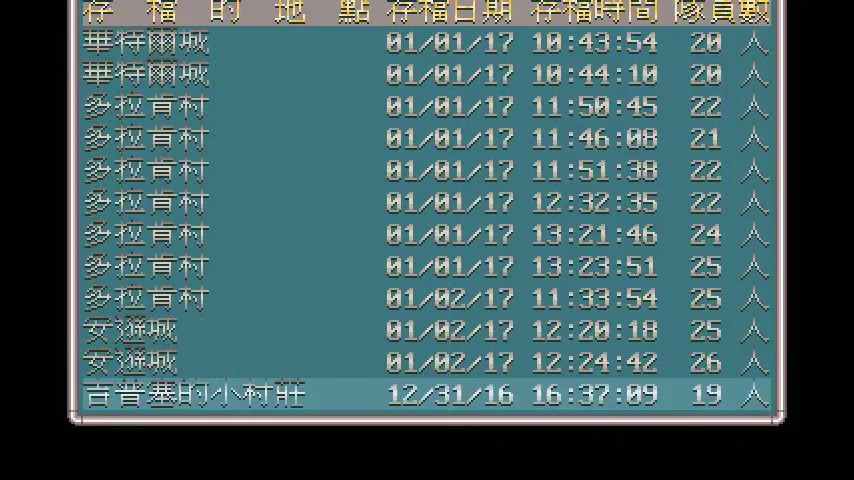 存檔的地點 存檔日期 存檔時間 隊員數
華特爾城 01/01/17 10:43:54 20 人
華特爾城 01/01/17 10:44:10 20 人
多拉肯村 01/01/17 11:50:45 22 人
多拉肯村 01/01/17 11:46:08 21 人
多拉肯村 01/01/17 11:51:38 22 人
多拉肯村 01/01/17 12:32:35 22 人
多拉肯村 01/01/17 13:21:46 24 人
多拉肯村 01/01/17 13:23:51 25 人
多拉肯村 01/02/17 11:33:54 25 人
安遜城 01/02/17 12:20:18 25 人
安遜城 01/02/17 12:24:42 26 人
吉普塞的小村莊 12/31/16 16:37:09 19 人